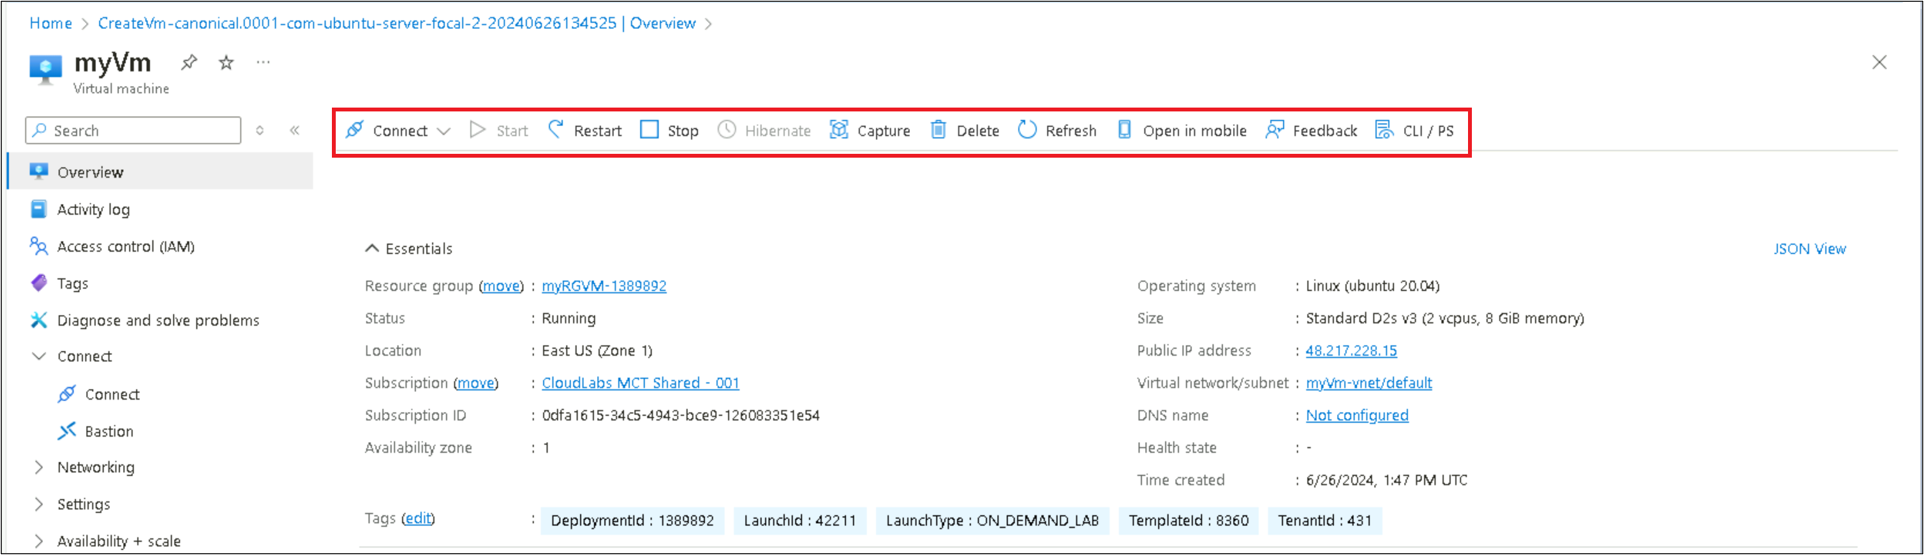 Home > CreateVm-canonical.0001-com-ubuntu-server-focal-2-20240626134525 | Overview >
myVm
Virtual machine
Search
Connect Start Restart Stop Hibernate Capture Delete Refresh Open in mobile Feedback CLI / PS
Overview
Activity log
Access control (IAM)
Tags
Diagnose and solve problems
Connect
Connect
Bastion
Networking
Settings
Availability + scale
Essentials
JSON View
Resource group (move) : myRGVM-1389892
Status : Running
Location : East US (Zone 1)
Subscription (move) : CloudLabs MCT Shared - 001
Subscription ID : 0dfa1615-34c5-4943-bce9-126083351e54
Availability zone : 1
Operating system : Linux (ubuntu 20.04)
Size : Standard D2s v3 (2 vcpus, 8 GiB memory)
Public IP address : 48.217.228.15
Virtual network/subnet : myVm-vnet/default
DNS name : Not configured
Health state : -
Time created : 6/26/2024, 1:47 PM UTC
Tags (edit) : DeploymentId : 1389892 LaunchId : 42211 LaunchType : ON_DEMAND_LAB TemplateId : 8360 TenantId : 431